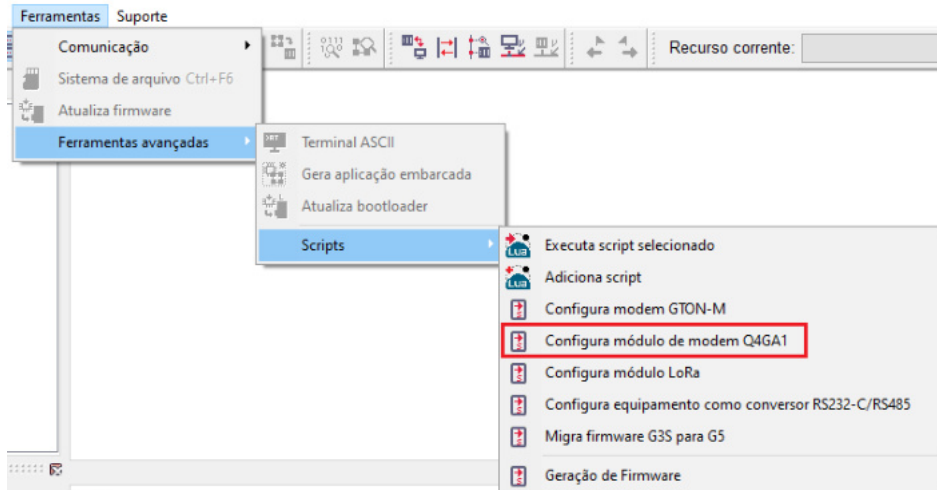 Ferramentas Suporte
Comunicação
Recurso corrente:
Sistema de arquivo Ctrl+F6
Atualiza firmware
Ferramentas avançadas
Terminal ASCII
Gera aplicação embarcada
Atualiza bootloader
Scripts
Executa script selecionado
Adiciona script
Configura modem GTON-M
Configura módulo de modem Q4GA1
Configura módulo LoRa
Configura equipamento como conversor RS232-C/RS485
Migra firmware G3S para G5
Geração de Firmware